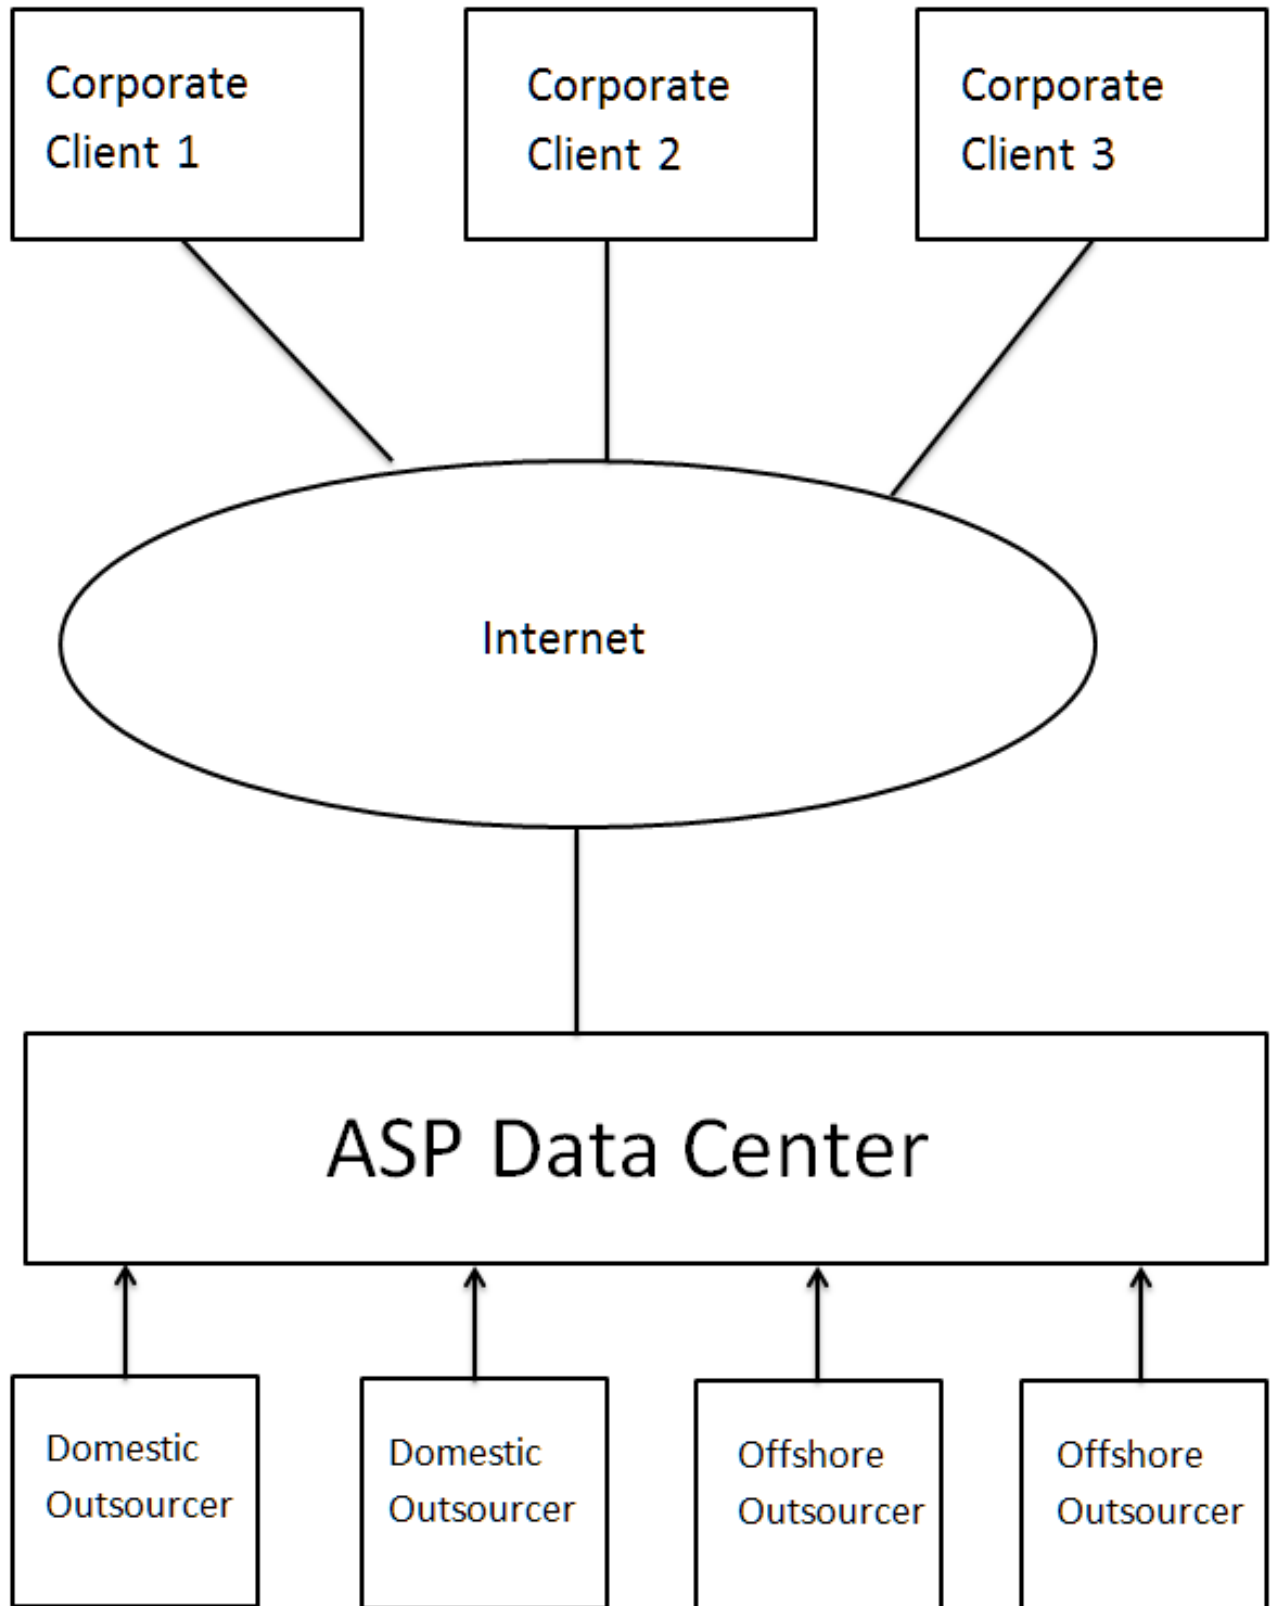 Corporate
Client 1
Corporate
Client 2
Corporate
Client 3
Internet
ASP Data Center
Domestic
Outsourcer
Domestic
Outsourcer
Offshore
Outsourcer
Offshore
Outsourcer